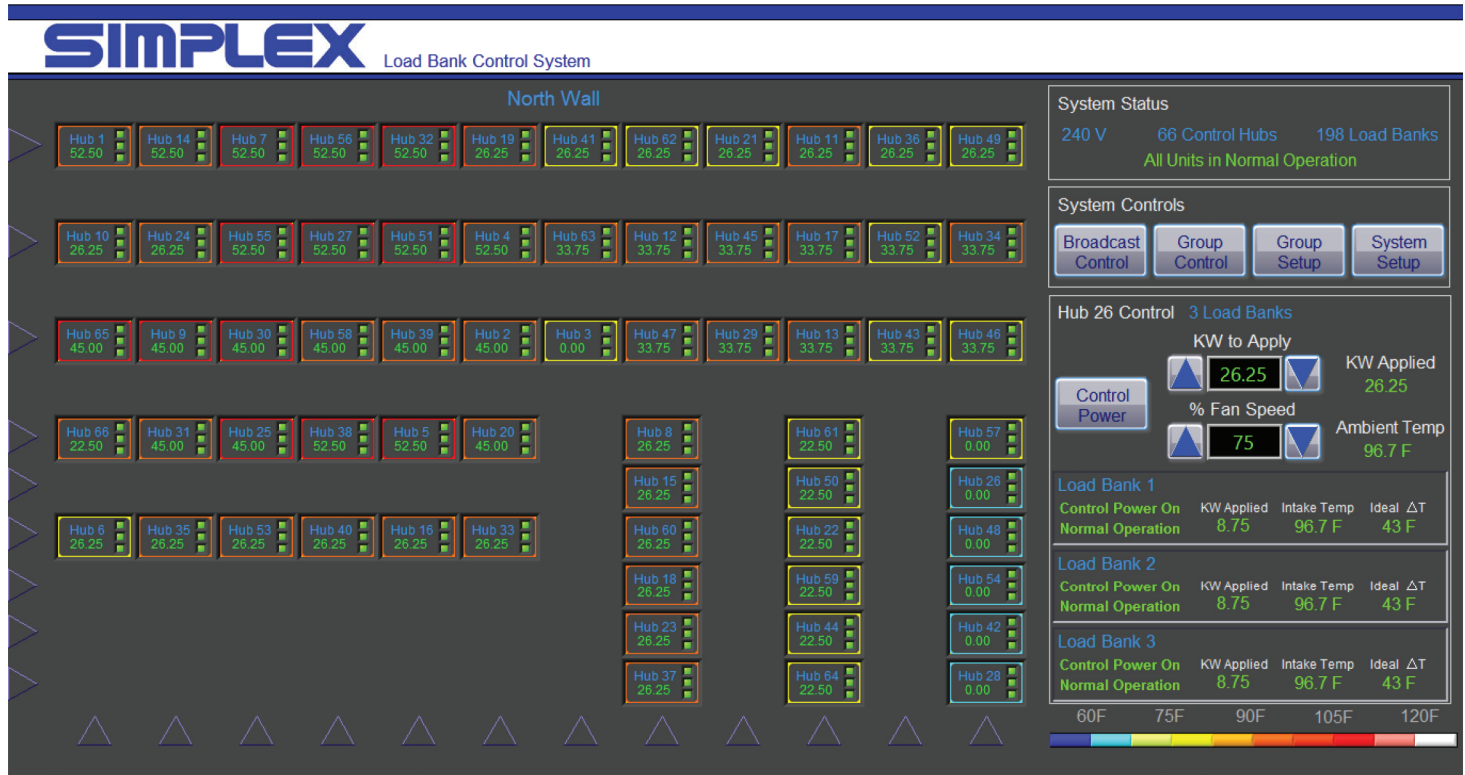 SIMPLEX Load Bank Control System
North Wall
Hub 1 Hub 14 Hub 7 Hub 56 Hub 32 Hub 19 Hub 41 Hub 62 Hub 21 Hub 11 Hub 36 Hub 49
52.50 52.50 52.50 52.50 52.50 26.25 26.25 26.25 26.25 26.25 26.25 26.25
Hub 10 Hub 24 Hub 55 Hub 27 Hub 51 Hub 4 Hub 63 Hub 12 Hub 45 Hub 17 Hub 52 Hub 34
26.25 26.25 52.50 52.50 52.50 52.50 33.75 33.75 33.75 33.75 33.75 33.75
Hub 65 Hub 9 Hub 30 Hub 58 Hub 39 Hub 2 Hub 3 Hub 47 Hub 29 Hub 13 Hub 43 Hub 46
45.00 45.00 45.00 45.00 45.00 45.00 0.00 33.75 33.75 33.75 33.75 33.75
Hub 66 Hub 31 Hub 25 Hub 38 Hub 5 Hub 20 Hub 8 Hub 61 Hub 57
22.50 45.00 45.00 52.50 52.50 45.00 26.25 22.50 0.00
Hub 15 Hub 50 Hub 26
26.25 22.50 0.00
Hub 6 Hub 35 Hub 53 Hub 40 Hub 16 Hub 33 Hub 60 Hub 22 Hub 48
26.25 26.25 26.25 26.25 26.25 26.25 26.25 22.50 0.00
Hub 18 Hub 59 Hub 54
26.25 22.50 0.00
Hub 23 Hub 44 Hub 42
26.25 22.50 0.00
Hub 37 Hub 64 Hub 28
26.25 22.50 0.00
System Status
240 V 66 Control Hubs 198 Load Banks
All Units in Normal Operation
System Controls
Broadcast Control
Group Control
Group Setup
System Setup
Hub 26 Control 3 Load Banks
KW to Apply
26.25
KW Applied
26.25
Control Power
% Fan Speed
75
Ambient Temp
96.7 F
Load Bank 1
Control Power On KW Applied Intake Temp Ideal △T
Normal Operation 8.75 96.7 F 43 F
Load Bank 2
Control Power On KW Applied Intake Temp Ideal △T
Normal Operation 8.75 96.7 F 43 F
Load Bank 3
Control Power On KW Applied Intake Temp Ideal △T
Normal Operation 8.75 96.7 F 43 F
60F 75F 90F 105F 120F